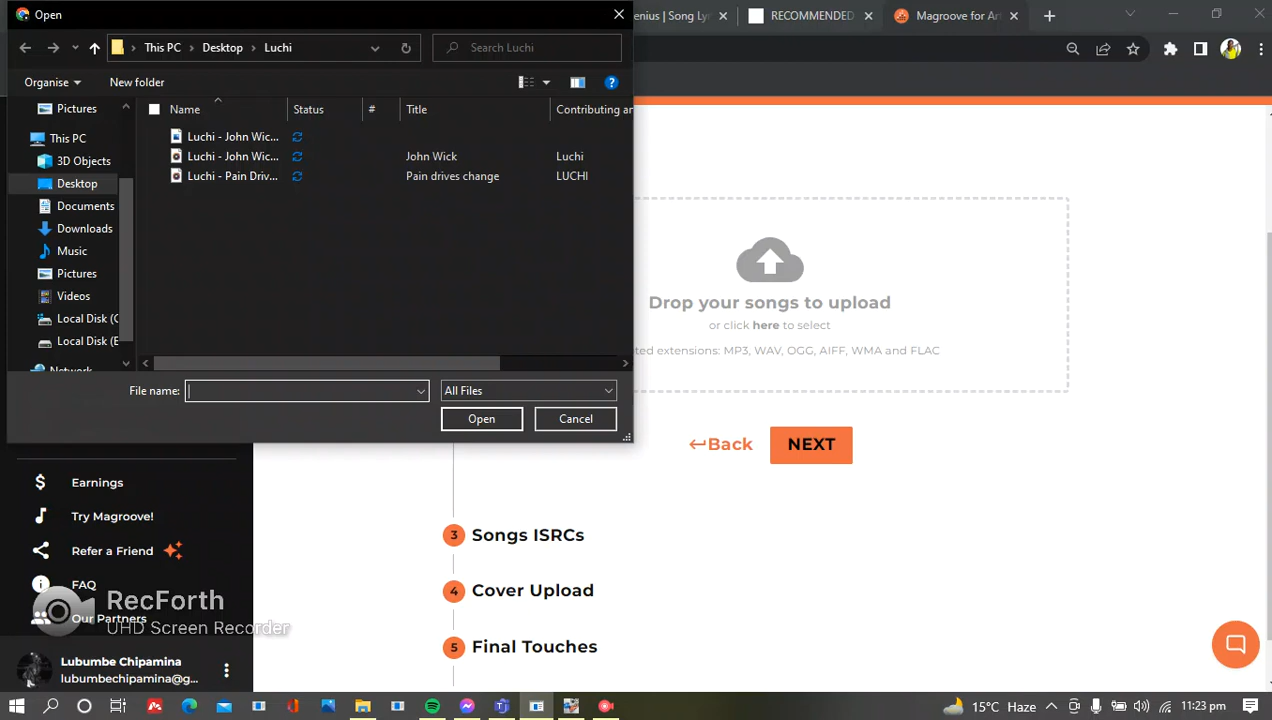 Open
enius | Song Ly
RECOMMENDED
Magroove for Ar
This PC > Desktop > Luchi
Search Luchi
Organise
New folder
Name
Status
#
Title
Contributing ar
Luchi - John Wic...
Luchi - John Wic...
John Wick
Luchi
Luchi - Pain Driv...
Pain drives change
LUCHI
Pictures
This PC
3D Objects
Desktop
Documents
Downloads
Music
Pictures
Videos
Local Disk (C
Local Disk (E
Network
File name:
All Files
Open
Cancel
Drop your songs to upload
or click here to select
ted extensions: MP3, WAV, OGG, AIFF, WMA and FLAC
Back
NEXT
3 Songs ISRCs
4 Cover Upload
5 Final Touches
Earnings
Try Magroove!
Refer a Friend
FAQ
Our Partners
RecForth
UHD Screen Recorder
Lubumbe Chipamina
lubumbechipamina@g...
15°C Haze
11:23 pm